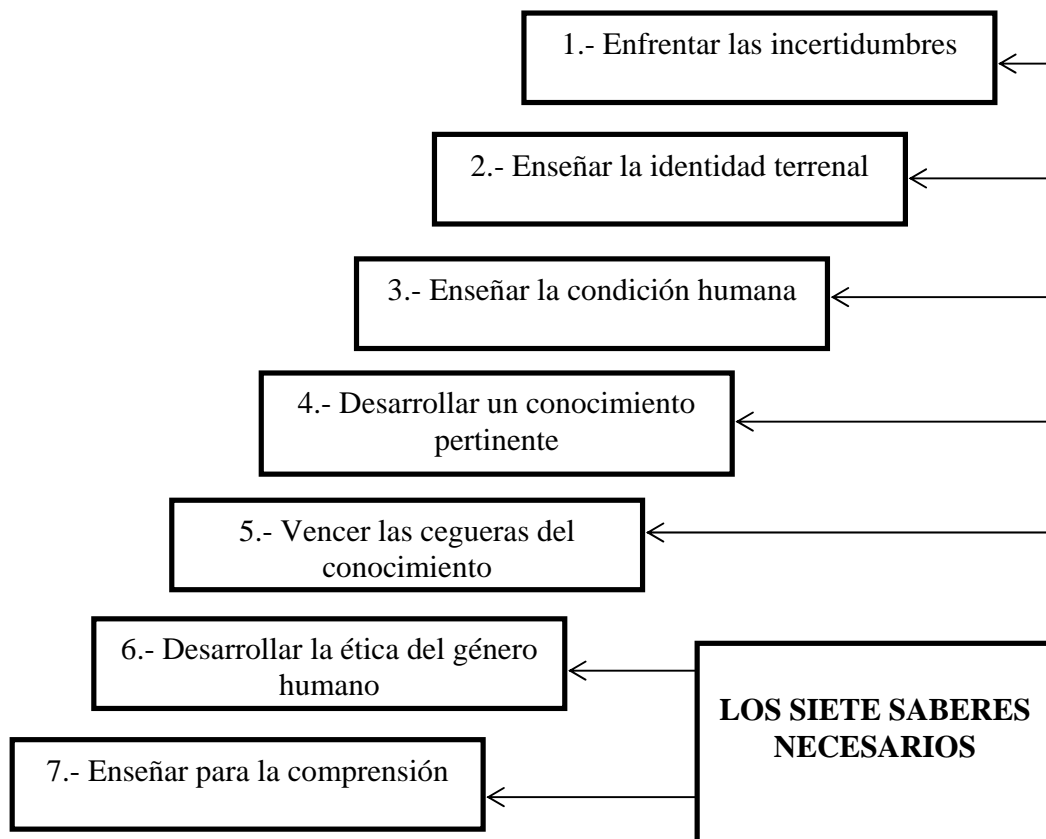 1.- Enfrentar las incertidumbres
2.- Enseñar la identidad terrenal
3.- Enseñar la condición humana
4.- Desarrollar un conocimiento
pertinente
5.- Vencer las cegueras del
conocimiento
6.- Desarrollar la ética del género
humano
7.- Enseñar para la comprensión
LOS SIETE SABERES
NECESARIOS